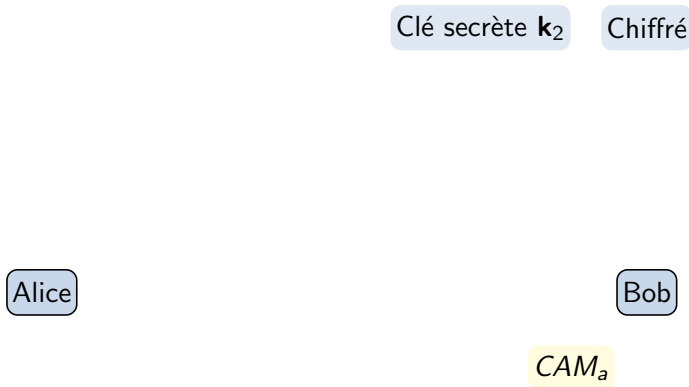 Clé secrète k₂ Chiffré
Alice Bob
CAMₐ